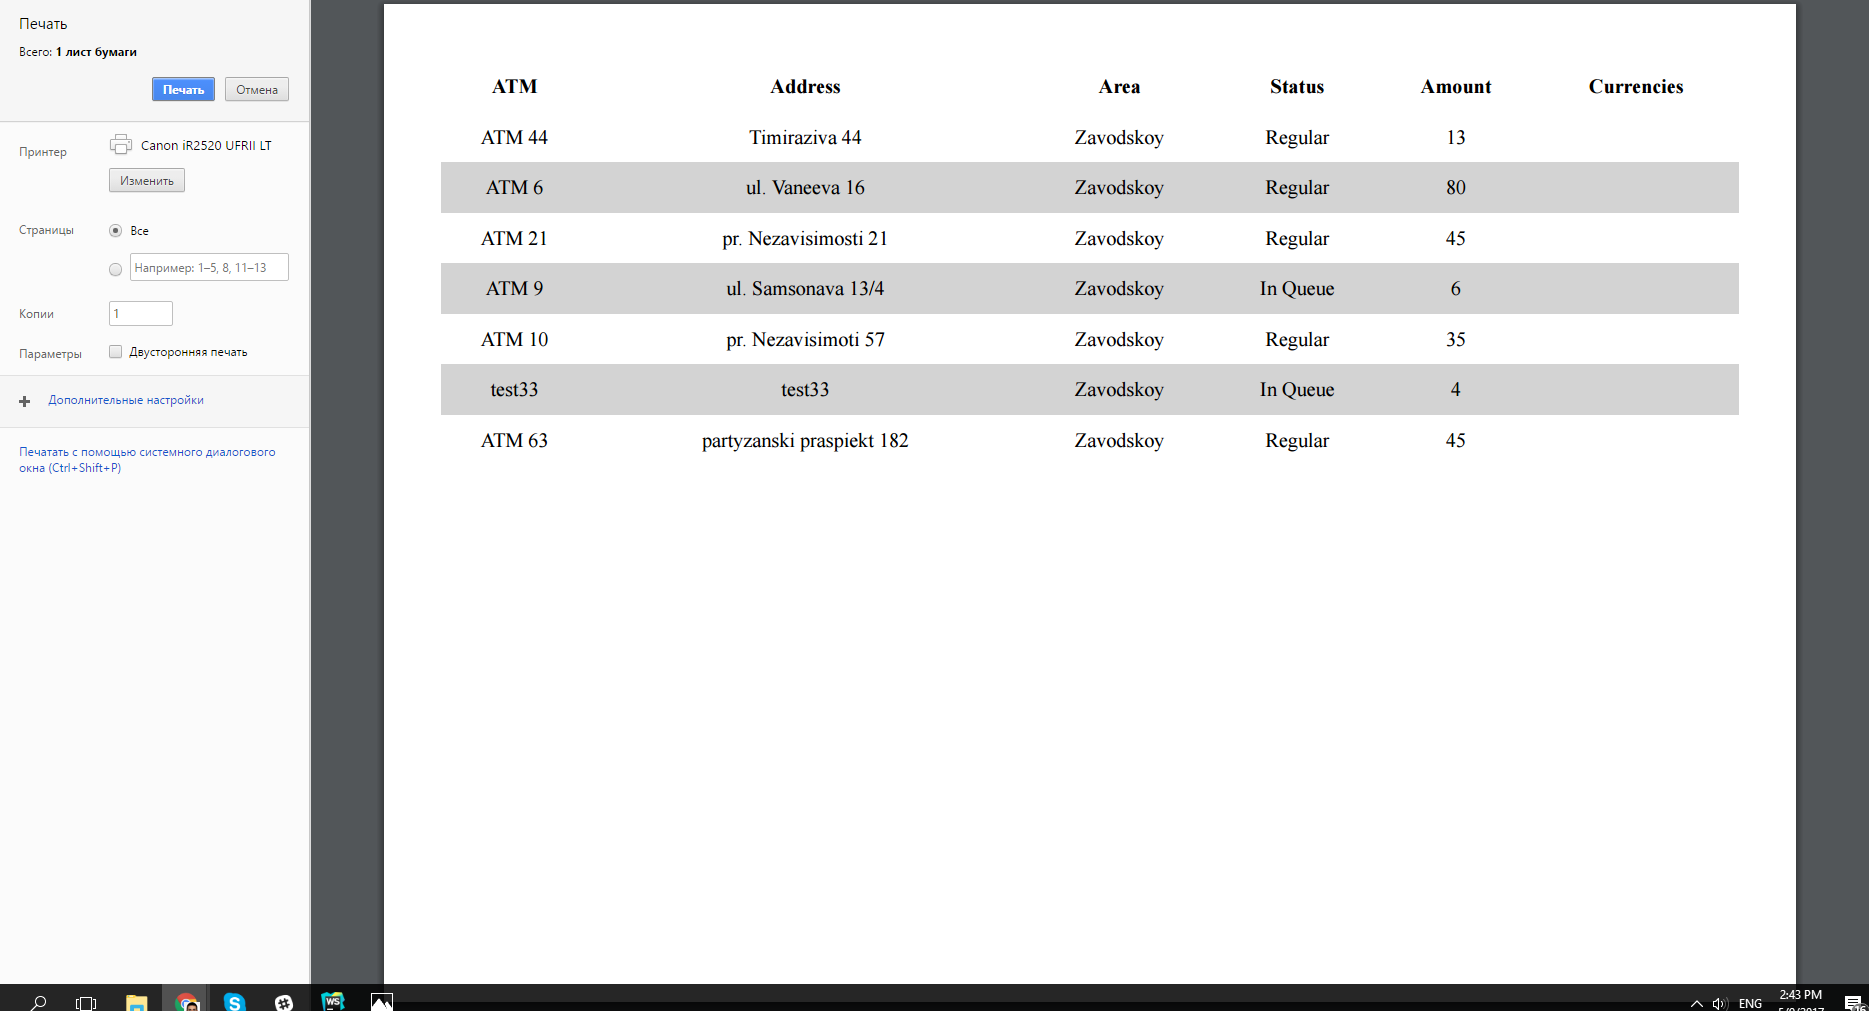 Печать
Всего: 1 лист бумаги
Печать Отмена
Принтер Canon iR2520 UFRII LT
Изменить
Страницы Все
Например: 1–5, 8, 11–13
Копии 1
Параметры Двусторонняя печать
Дополнительные настройки
Печатать с помощью системного диалогового
окна (Ctrl+Shift+P)
ATM Address Area Status Amount Currencies
ATM 44 Timiraziva 44 Zavodskoy Regular 13
ATM 6 ul. Vaneeva 16 Zavodskoy Regular 80
ATM 21 pr. Nezavisimosti 21 Zavodskoy Regular 45
ATM 9 ul. Samsonava 13/4 Zavodskoy In Queue 6
ATM 10 pr. Nezavisimoti 57 Zavodskoy Regular 35
test33 test33 Zavodskoy In Queue 4
ATM 63 partyzanski praspiekt 182 Zavodskoy Regular 45
S WS ENG 2:43 PM